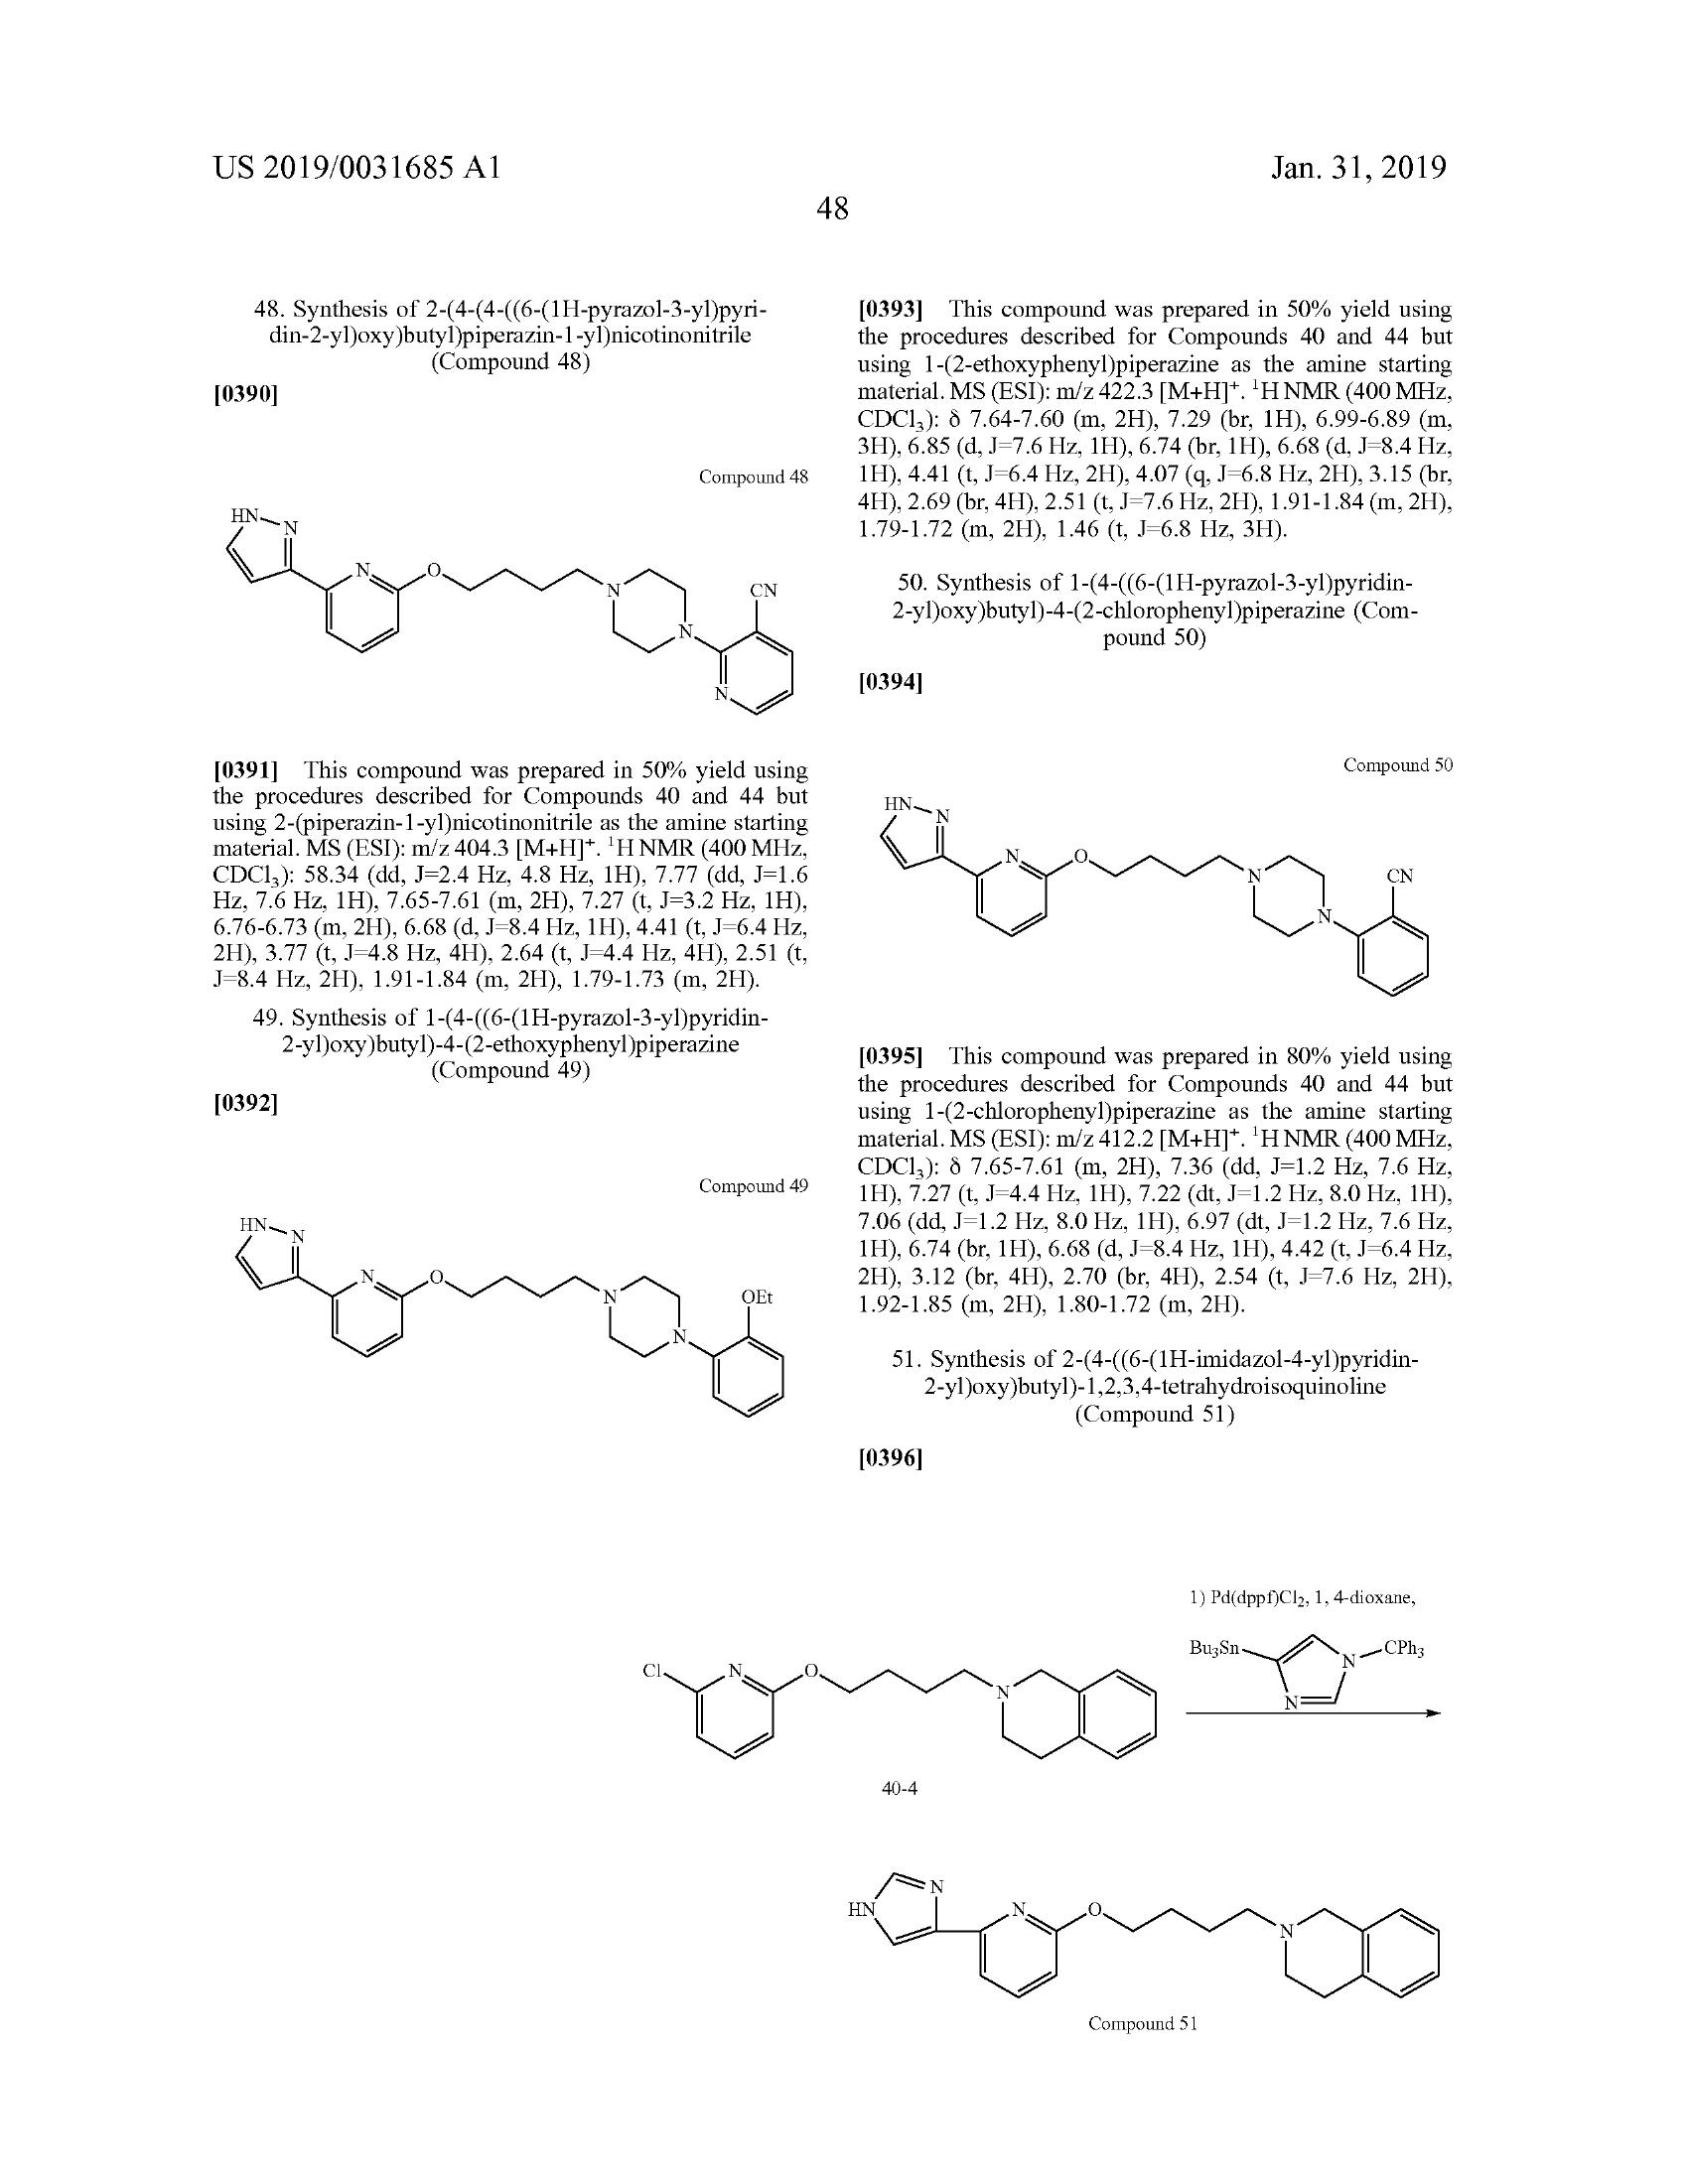 US 2019/0031685 A1
Jan. 31, 2019
48
48. Synthesis of 2-(4-(4-((6-(1H-pyrazol-3-yl)pyri-
din-2-yl)oxy)butyl)piperazin-1-yl)nicotinonitrile
(Compound 48)
[0390]
Compound 48
HN
N
N
O
N
N
CN
N
[0391] This compound was prepared in 50% yield using
the procedures described for Compounds 40 and 44 but
using 2-(piperazin-1-yl)nicotinonitrile as the amine starting
material. MS (ESI): m/z 404.3 [M+H]⁺. ¹H NMR (400 MHz,
CDCl₃): 58.34 (dd, J=2.4 Hz, 4.8 Hz, 1H), 7.77 (dd, J=1.6
Hz, 7.6 Hz, 1H), 7.65-7.61 (m, 2H), 7.27 (t, J=3.2 Hz, 1H),
6.76-6.73 (m, 2H), 6.68 (d, J=8.4 Hz, 1H), 4.41 (t, J=6.4 Hz,
2H), 3.77 (t, J=4.8 Hz, 4H), 2.64 (t, J=4.4 Hz, 4H), 2.51 (t,
J=8.4 Hz, 2H), 1.91-1.84 (m, 2H), 1.79-1.73 (m, 2H).
49. Synthesis of 1-(4-((6-(1H-pyrazol-3-yl)pyridin-
2-yl)oxy)butyl)-4-(2-ethoxyphenyl)piperazine
(Compound 49)
[0392]
Compound 49
HN
N
N
O
N
N
OEt
[0393] This compound was prepared in 50% yield using
the procedures described for Compounds 40 and 44 but
using 1-(2-ethoxyphenyl)piperazine as the amine starting
material. MS (ESI): m/z 422.3 [M+H]⁺. ¹H NMR (400 MHz,
CDCl₃): δ 7.64-7.60 (m, 2H), 7.29 (br, 1H), 6.99-6.89 (m,
3H), 6.85 (d, J=7.6 Hz, 1H), 6.74 (br, 1H), 6.68 (d, J=8.4 Hz,
1H), 4.41 (t, J=6.4 Hz, 2H), 4.07 (q, J=6.8 Hz, 2H), 3.15 (br,
4H), 2.69 (br, 4H), 2.51 (t, J=7.6 Hz, 2H), 1.91-1.84 (m, 2H),
1.79-1.72 (m, 2H), 1.46 (t, J=6.8 Hz, 3H).
50. Synthesis of 1-(4-((6-(1H-pyrazol-3-yl)pyridin-
2-yl)oxy)butyl)-4-(2-chlorophenyl)piperazine (Com-
pound 50)
[0394]
Compound 50
HN
N
N
O
N
N
CN
[0395] This compound was prepared in 80% yield using
the procedures described for Compounds 40 and 44 but
using 1-(2-chlorophenyl)piperazine as the amine starting
material. MS (ESI): m/z 412.2 [M+H]⁺. ¹H NMR (400 MHz,
CDCl₃): δ 7.65-7.61 (m, 2H), 7.36 (dd, J=1.2 Hz, 7.6 Hz,
1H), 7.27 (t, J=4.4 Hz, 1H), 7.22 (dt, J=1.2 Hz, 8.0 Hz, 1H),
7.06 (dd, J=1.2 Hz, 8.0 Hz, 1H), 6.97 (dt, J=1.2 Hz, 7.6 Hz,
1H), 6.74 (br, 1H), 6.68 (d, J=8.4 Hz, 1H), 4.42 (t, J=6.4 Hz,
2H), 3.12 (br, 4H), 2.70 (br, 4H), 2.54 (t, J=7.6 Hz, 2H),
1.92-1.85 (m, 2H), 1.80-1.72 (m, 2H).
51. Synthesis of 2-(4-((6-(1H-imidazol-4-yl)pyridin-
2-yl)oxy)butyl)-1,2,3,4-tetrahydroisoquinoline
(Compound 51)
[0396]
Cl
N
O
N
40-4
1) Pd(dppf)Cl₂, 1, 4-dioxane,
Bu₃Sn
N
CPh₃
N
HN
N
N
O
N
Compound 51